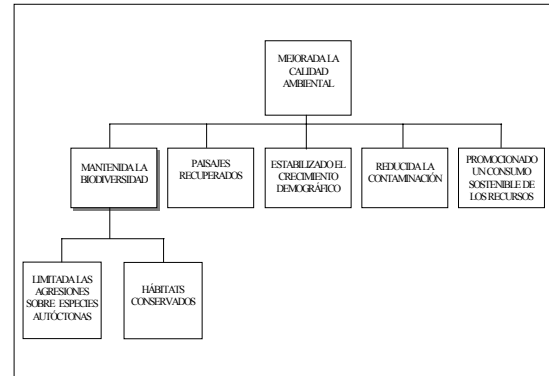 MEJORADA LA
CALIDAD
AMBIENTAL
MANTENIDA LA
BIODIVERSIDAD
PAISAJES
RECUPERADOS
ESTABILIZADO EL
CRECIMIENTO
DEMOGRÁFICO
REDUCIDA LA
CONTAMINACIÓN
PROMOCIONADO
UN CONSUMO
SOSTENIBLE DE
LOS RECURSOS
LIMITADA LAS
AGRESIONES
SOBRE ESPECIES
AUTÓCTONAS
HÁBITATS
CONSERVADOS